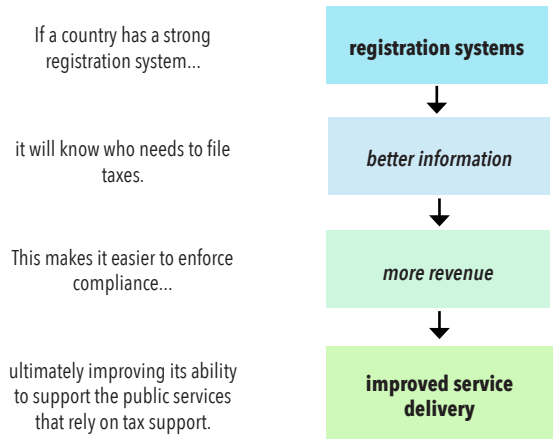 If a country has a strong
registration system...
registration systems
it will know who needs to file
taxes.
better information
This makes it easier to enforce
compliance...
more revenue
ultimately improving its ability
to support the public services
that rely on tax support.
improved service
delivery